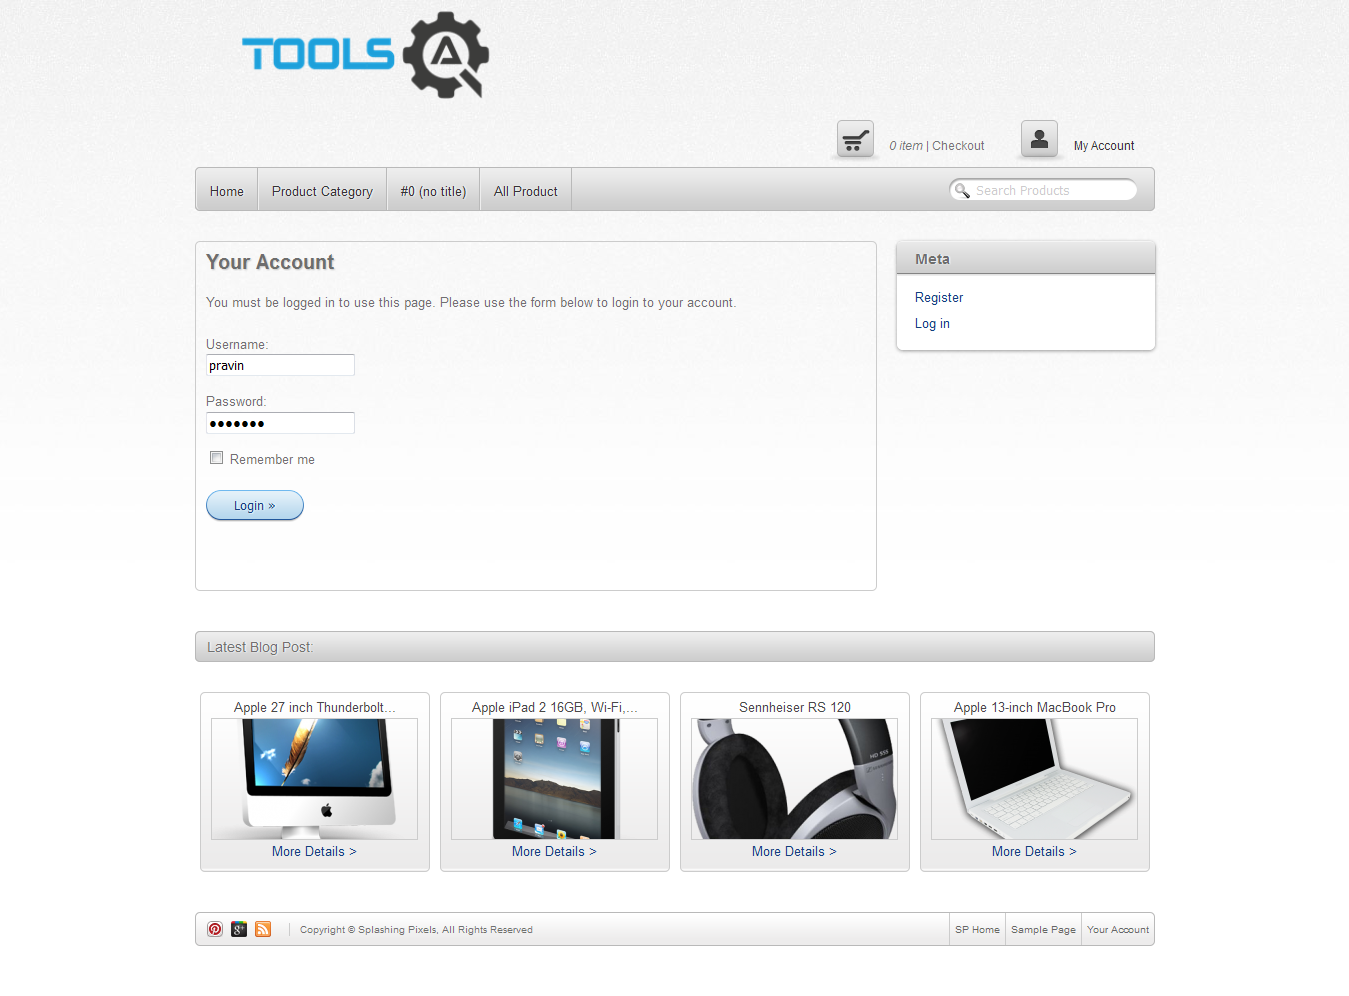 TOOLS QA
0 item | Checkout
My Account
Home
Product Category
#0 (no title)
All Product
Search Products
Your Account
You must be logged in to use this page. Please use the form below to login to your account.
Username:
pravin
Password:
•••••••
Remember me
Login »
Meta
Register
Log in
Latest Blog Post:
Apple 27 inch Thunderbolt...
More Details >
Apple iPad 2 16GB, Wi-Fi,...
More Details >
Sennheiser RS 120
HD 555
More Details >
Apple 13-inch MacBook Pro
More Details >
Copyright © Splashing Pixels, All Rights Reserved
SP Home
Sample Page
Your Account